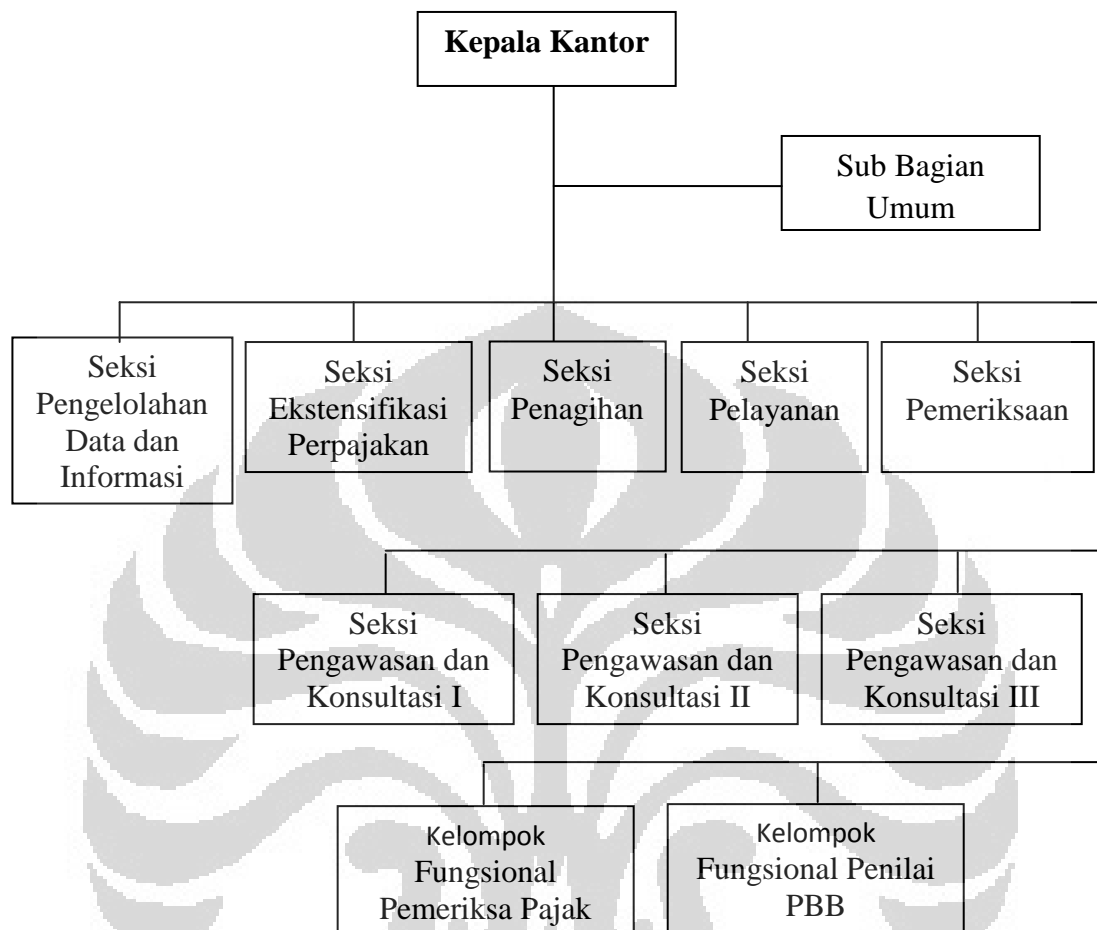 Kepala Kantor
Sub Bagian
Umum
Seksi
Pengelolahan
Data dan
Informasi
Seksi
Ekstensifikasi
Perpajakan
Seksi
Penagihan
Seksi
Pelayanan
Seksi
Pemeriksaan
Seksi
Pengawasan dan
Konsultasi I
Seksi
Pengawasan dan
Konsultasi II
Seksi
Pengawasan dan
Konsultasi III
Kelompok
Fungsional
Pemeriksa Pajak
Kelompok
Fungsional Penilai
PBB